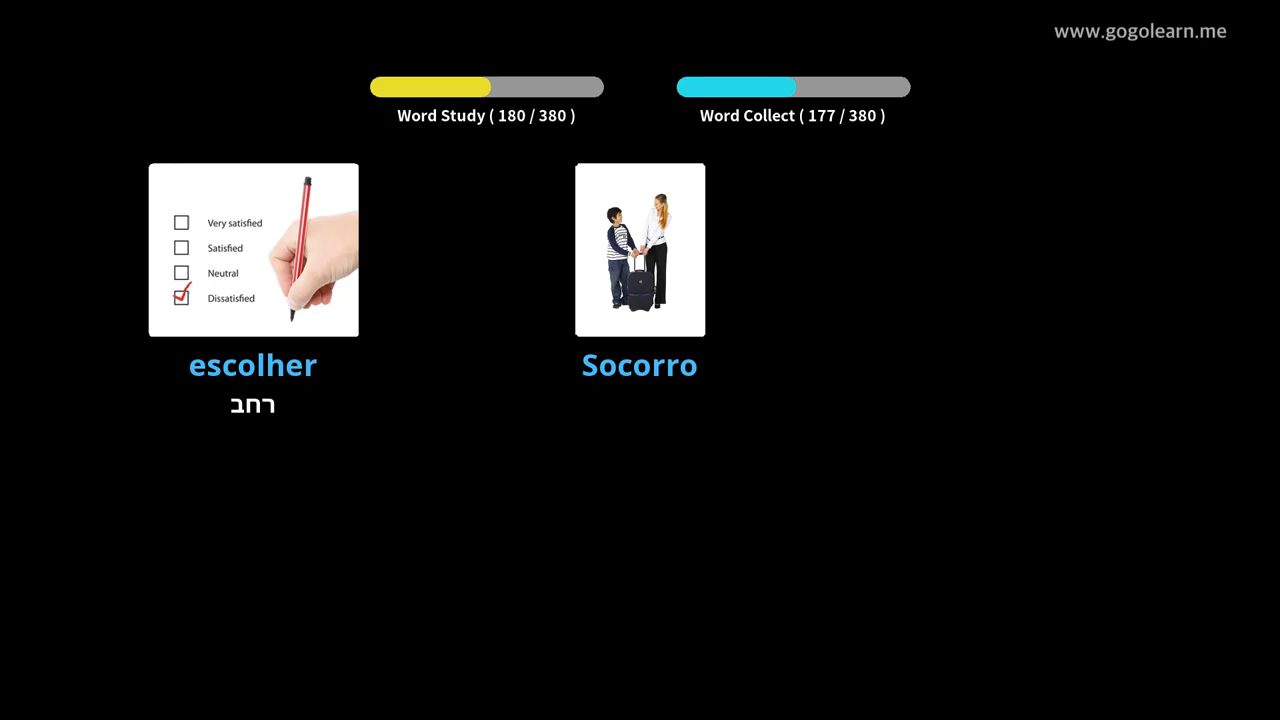 www.gogolearn.me
Word Study ( 180 / 380 )
Word Collect ( 177 / 380 )
Very satisfied
Satisfied
Neutral
Dissatisfied
escolher
רחב
Socorro